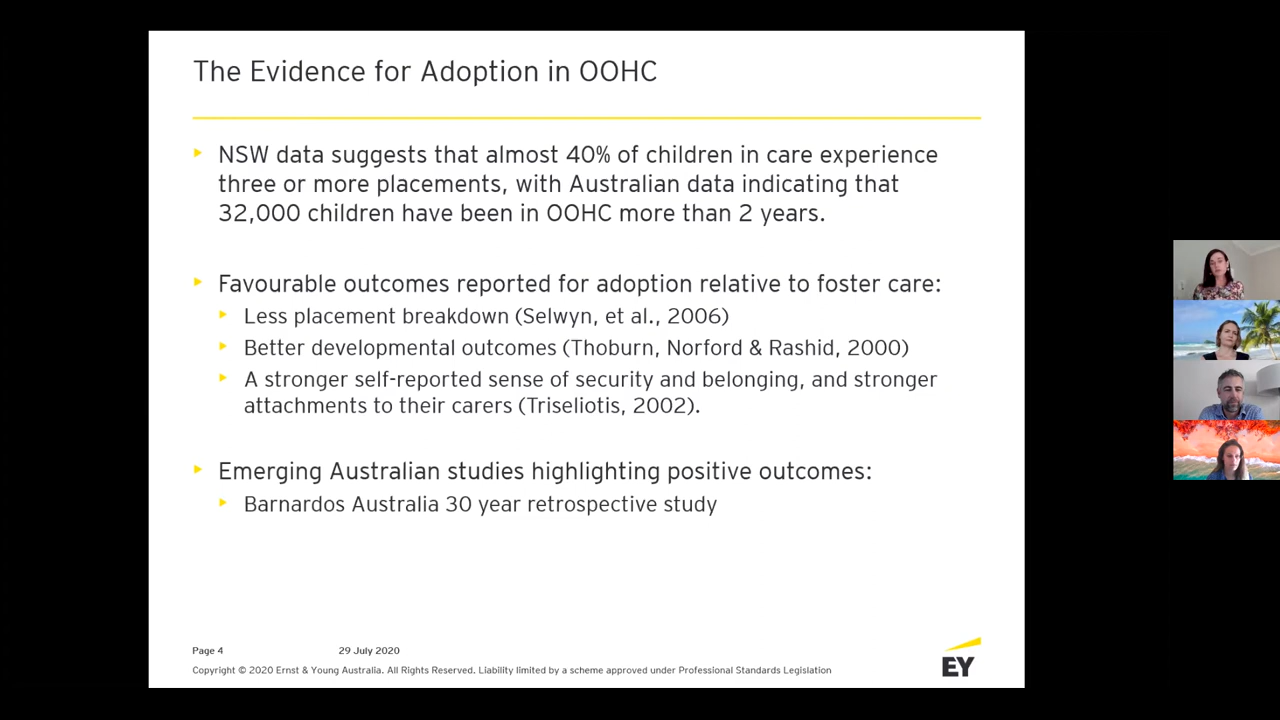 The Evidence for Adoption in OOHC
NSW data suggests that almost 40% of children in care experience
three or more placements, with Australian data indicating that
32,000 children have been in OOHC more than 2 years.
Favourable outcomes reported for adoption relative to foster care:
Less placement breakdown (Selwyn, et al., 2006)
Better developmental outcomes (Thoburn, Norford & Rashid, 2000)
A stronger self-reported sense of security and belonging, and stronger
attachments to their carers (Triseliotis, 2002).
Emerging Australian studies highlighting positive outcomes:
Barnardos Australia 30 year retrospective study
Page 4 29 July 2020
Copyright © 2020 Ernst & Young Australia. All Rights Reserved. Liability limited by a scheme approved under Professional Standards Legislation
EY